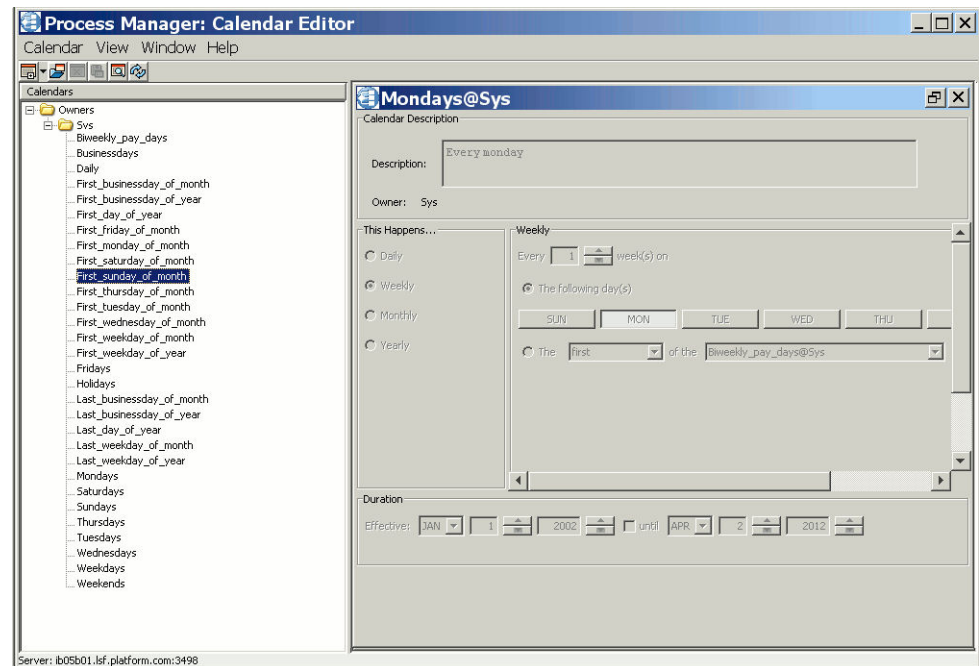 Process Manager: Calendar Editor
Calendar View Window Help
Calendars
Owners
Sys
Biweekly_pay_days
Businessdays
Daily
First_businessday_of_month
First_businessday_of_year
First_day_of_year
First_friday_of_month
First_monday_of_month
First_saturday_of_month
First_sunday_of_month
First_thursday_of_month
First_tuesday_of_month
First_wednesday_of_month
First_weekday_of_month
First_weekday_of_year
Fridays
Holidays
Last_businessday_of_month
Last_businessday_of_year
Last_day_of_year
Last_weekday_of_month
Last_weekday_of_year
Mondays
Saturdays
Sundays
Thursdays
Tuesdays
Wednesdays
Weekdays
Weekends
Mondays@Sys
Calendar Description
Description: Every monday
Owner: Sys
This Happens...
Daily
Weekly
Monthly
Yearly
Weekly
Every 1 week(s) on
The following day(s)
SUN MON TUE WED THU
The first of the Biweekly_pay_days@Sys
Duration
Effective: JAN 1 2002 until APR 2 2012
Server: ib05b01.lsf.platform.com:3498